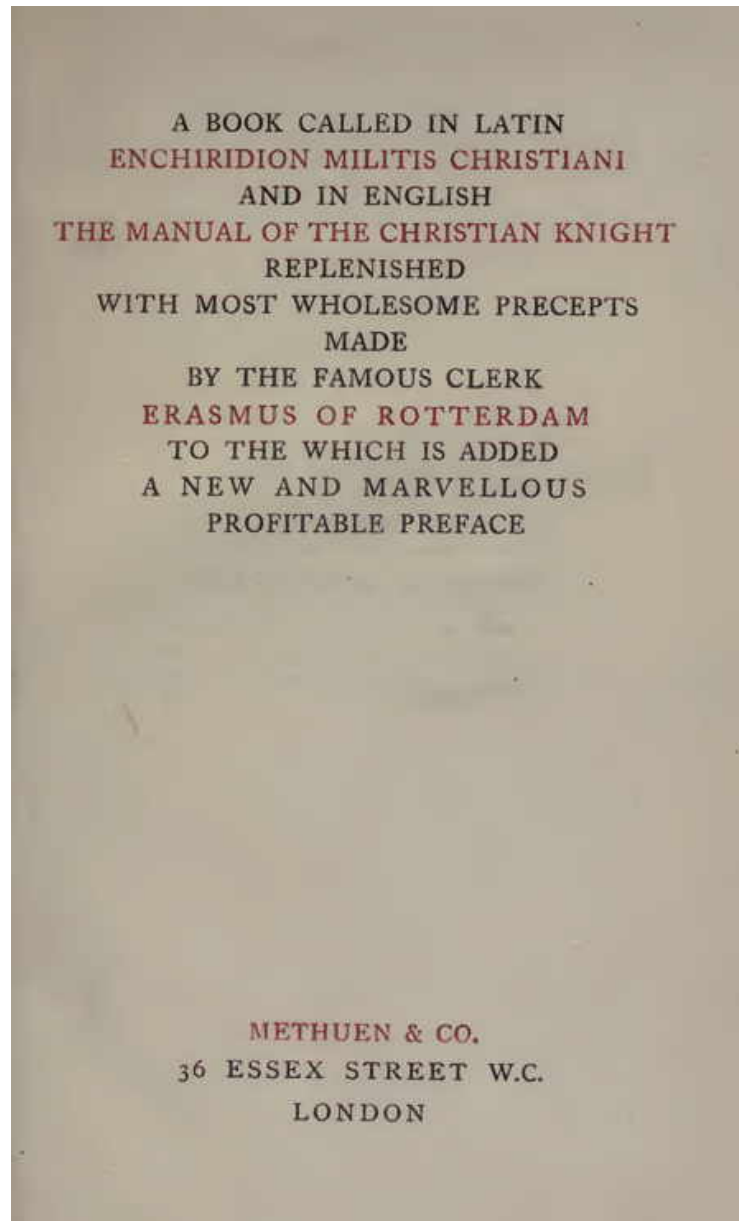 A BOOK CALLED IN LATIN
ENCHIRIDION MILITIS CHRISTIANI
AND IN ENGLISH
THE MANUAL OF THE CHRISTIAN KNIGHT
REPLENISHED
WITH MOST WHOLESOME PRECEPTS
MADE
BY THE FAMOUS CLERK
ERASMUS OF ROTTERDAM
TO THE WHICH IS ADDED
A NEW AND MARVELLOUS
PROFITABLE PREFACE
METHUEN & CO.
36 ESSEX STREET W.C.
LONDON